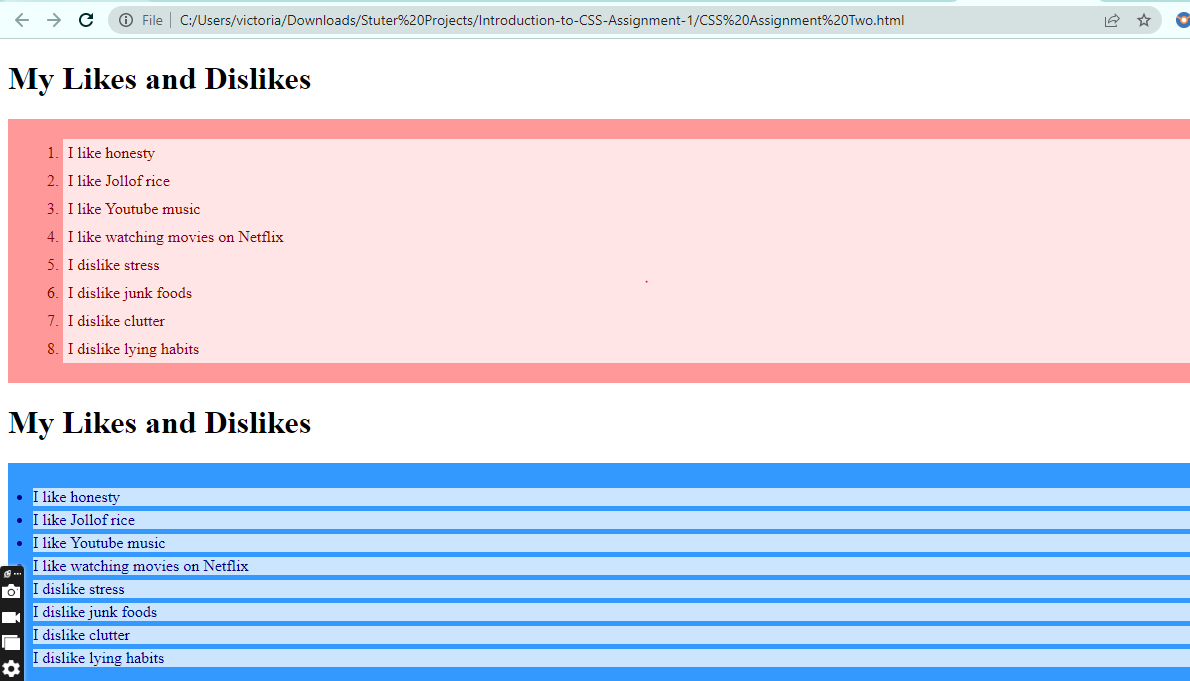 File C:/Users/victoria/Downloads/Stuter%20Projects/Introduction-to-CSS-Assignment-1/CSS%20Assignment%20Two.html
My Likes and Dislikes
1. I like honesty
2. I like Jollof rice
3. I like Youtube music
4. I like watching movies on Netflix
5. I dislike stress
6. I dislike junk foods
7. I dislike clutter
8. I dislike lying habits
My Likes and Dislikes
• I like honesty
• I like Jollof rice
• I like Youtube music
I like watching movies on Netflix
I dislike stress
I dislike junk foods
I dislike clutter
I dislike lying habits